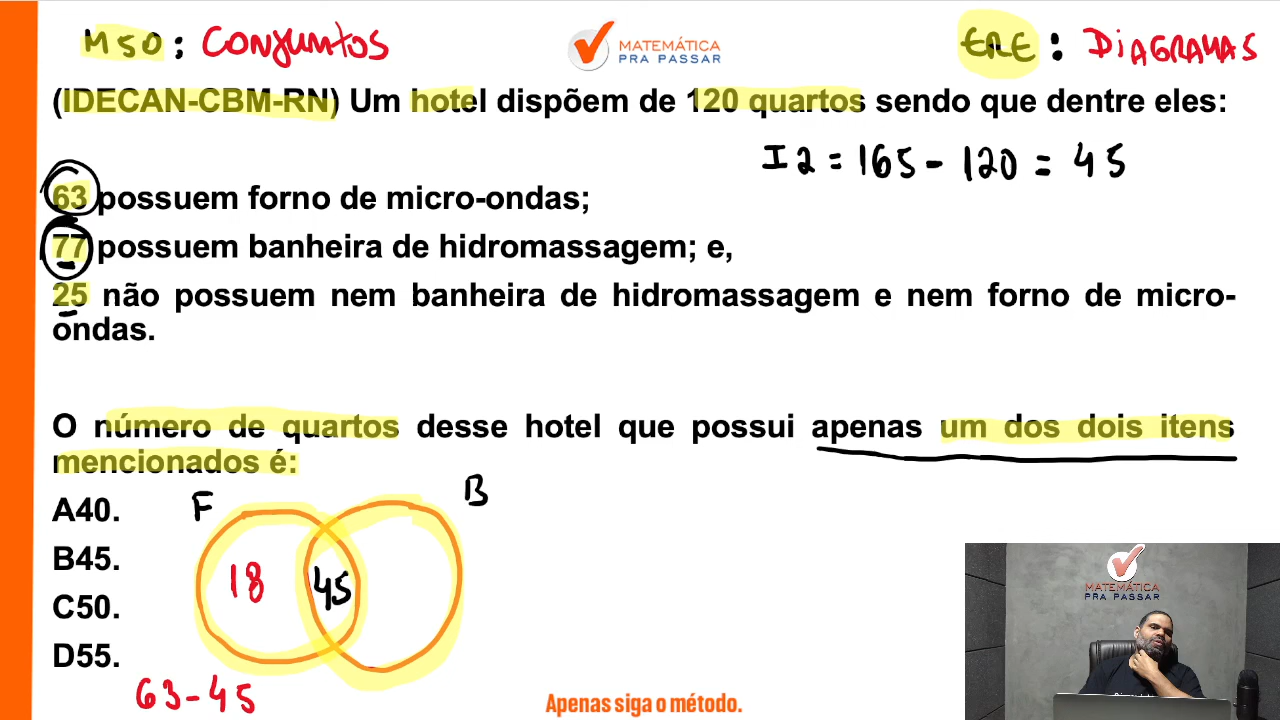 M50 : CONJUNTOS
MATEMÁTICA
PRA PASSAR
ERE : DIAGRAMAS
(IDECAN-CBM-RN) Um hotel dispõem de 120 quartos sendo que dentre eles:
I2 = 165 - 120 = 45
63 possuem forno de micro-ondas;
77 possuem banheira de hidromassagem; e,
25 não possuem nem banheira de hidromassagem e nem forno de micro-
ondas.
O número de quartos desse hotel que possui apenas um dos dois itens
mencionados é:
A40.
B45.
C50.
D55.
F
B
18
45
63-45
MATEMÁTICA
PRA PASSAR
Apenas siga o método.